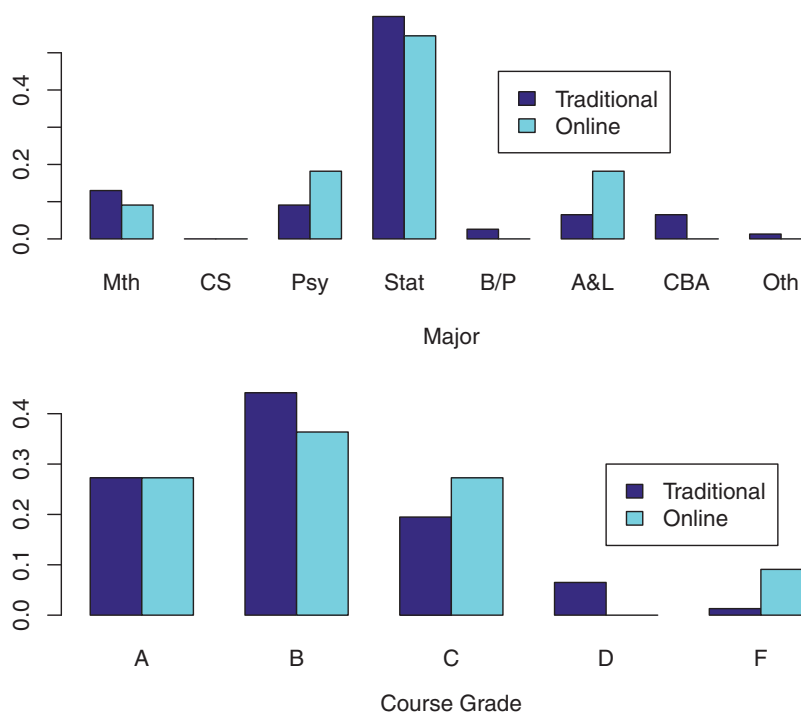 0.4
0.2
0.0
Traditional
Online
Mth CS Psy Stat B/P A&L CBA Oth
Major
0.4
0.3
0.2
0.1
0.0
Traditional
Online
A B C D F
Course Grade